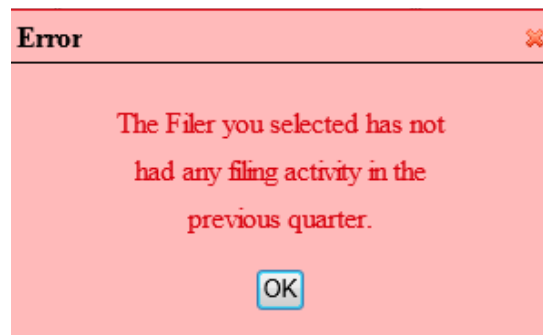 Error
The Filer you selected has not
had any filing activity in the
previous quarter.
OK